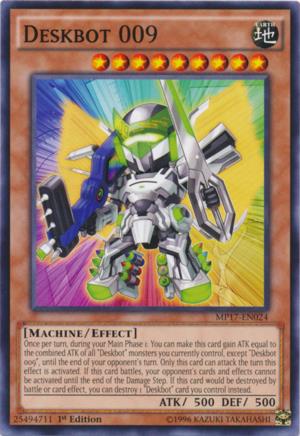 DESKBOT 009
EARTH
地
MP17-EN024
[MACHINE/EFFECT]
Once per turn, during your Main Phase 1: You can make this card gain ATK equal
to the combined ATK of all "Deskbot" monsters you currently control, except "Deskbot
009", until the end of your opponent's turn. Only this card can attack the turn this
effect is activated. If this card battles, your opponent's cards and effects cannot
be activated until the end of the Damage Step. If this card would be destroyed by
battle or card effect, you can destroy 1 "Deskbot" card you control instead.
ATK/ 500 DEF/ 500
25494711 1st Edition ©1996 KAZUKI TAKAHASHI